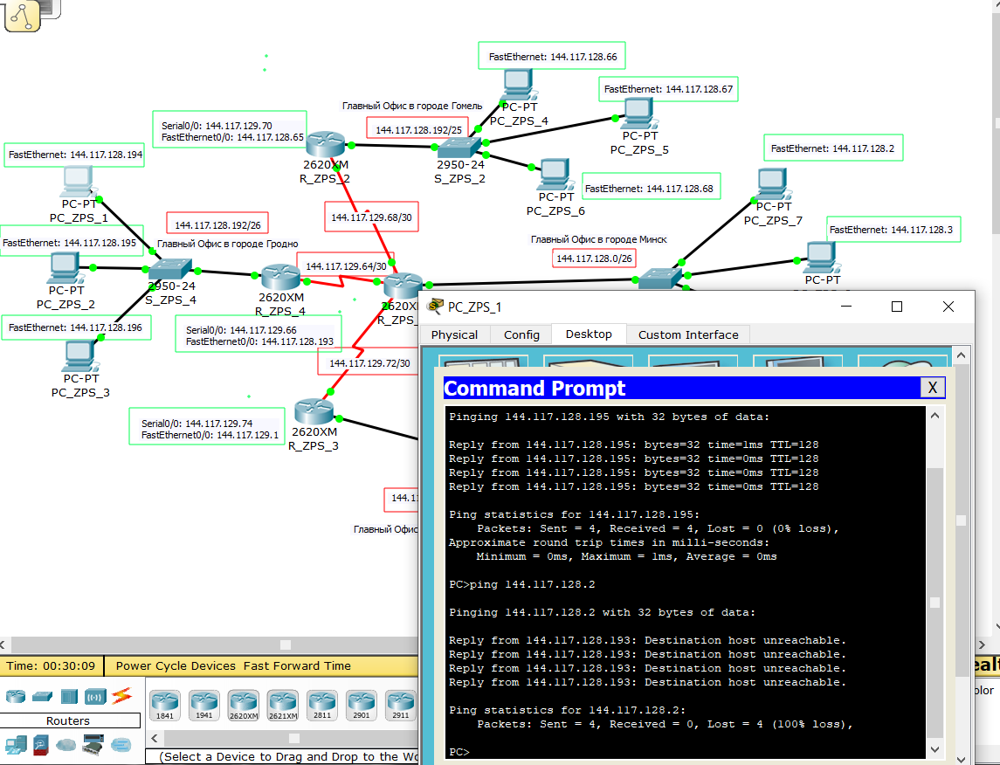 FastEthernet: 144.117.128.66
FastEthernet: 144.117.128.67
Главный Офис в городе Гомель
PC-PT
PC_ZPS_4
Serial0/0: 144.117.129.70
FastEthernet0/0: 144.117.128.65
144.117.128.192/25
PC-PT
PC_ZPS_5
FastEthernet: 144.117.128.2
FastEthernet: 144.117.128.194
2620XM
R_ZPS_2
2950-24
S_ZPS_2
FastEthernet: 144.117.128.68
PC-PT
PC_ZPS_6
PC-PT
PC_ZPS_1
PC-PT
PC_ZPS_7
144.117.129.68/30
144.117.128.192/26
FastEthernet: 144.117.128.3
FastEthernet: 144.117.128.195
Главный Офис в городе Гродно
Главный Офис в городе Минск
144.117.128.0/26
144.117.129.64/30
PC-PT
PC_ZPS_2
2950-24
S_ZPS_4
2620XM
R_ZPS_4
2620X
R_ZPS_
PC-PT
FastEthernet: 144.117.128.196
Serial0/0: 144.117.129.66
FastEthernet0/0: 144.117.128.193
144.117.129.72/30
PC-PT
PC_ZPS_3
Serial0/0: 144.117.129.74
FastEthernet0/0: 144.117.129.1
2620XM
R_ZPS_3
144.11
Главный Офис
PC_ZPS_1
Physical Config Desktop Custom Interface
Command Prompt
X
Pinging 144.117.128.195 with 32 bytes of data:
Reply from 144.117.128.195: bytes=32 time=1ms TTL=128
Reply from 144.117.128.195: bytes=32 time=0ms TTL=128
Reply from 144.117.128.195: bytes=32 time=0ms TTL=128
Reply from 144.117.128.195: bytes=32 time=0ms TTL=128
Ping statistics for 144.117.128.195:
Packets: Sent = 4, Received = 4, Lost = 0 (0% loss),
Approximate round trip times in milli-seconds:
Minimum = 0ms, Maximum = 1ms, Average = 0ms
PC>ping 144.117.128.2
Pinging 144.117.128.2 with 32 bytes of data:
Reply from 144.117.128.193: Destination host unreachable.
Reply from 144.117.128.193: Destination host unreachable.
Reply from 144.117.128.193: Destination host unreachable.
Reply from 144.117.128.193: Destination host unreachable.
Ping statistics for 144.117.128.2:
Packets: Sent = 4, Received = 0, Lost = 4 (100% loss),
PC>
Time: 00:30:09 Power Cycle Devices Fast Forward Time
ealt
olor
Routers
1841 1941 2620XM 2621XM 2811 2901 2911
(Select a Device to Drag and Drop to the Wo